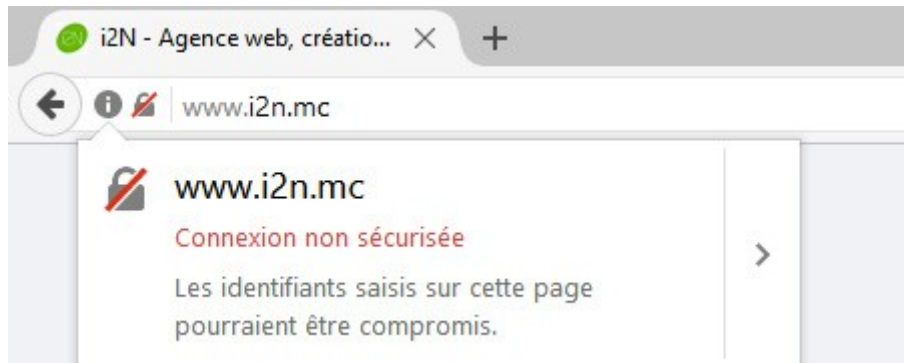 i2N - Agence web, créatio...
www.i2n.mc
www.i2n.mc
Connexion non sécurisée
Les identifiants saisis sur cette page
pourraient être compromis.